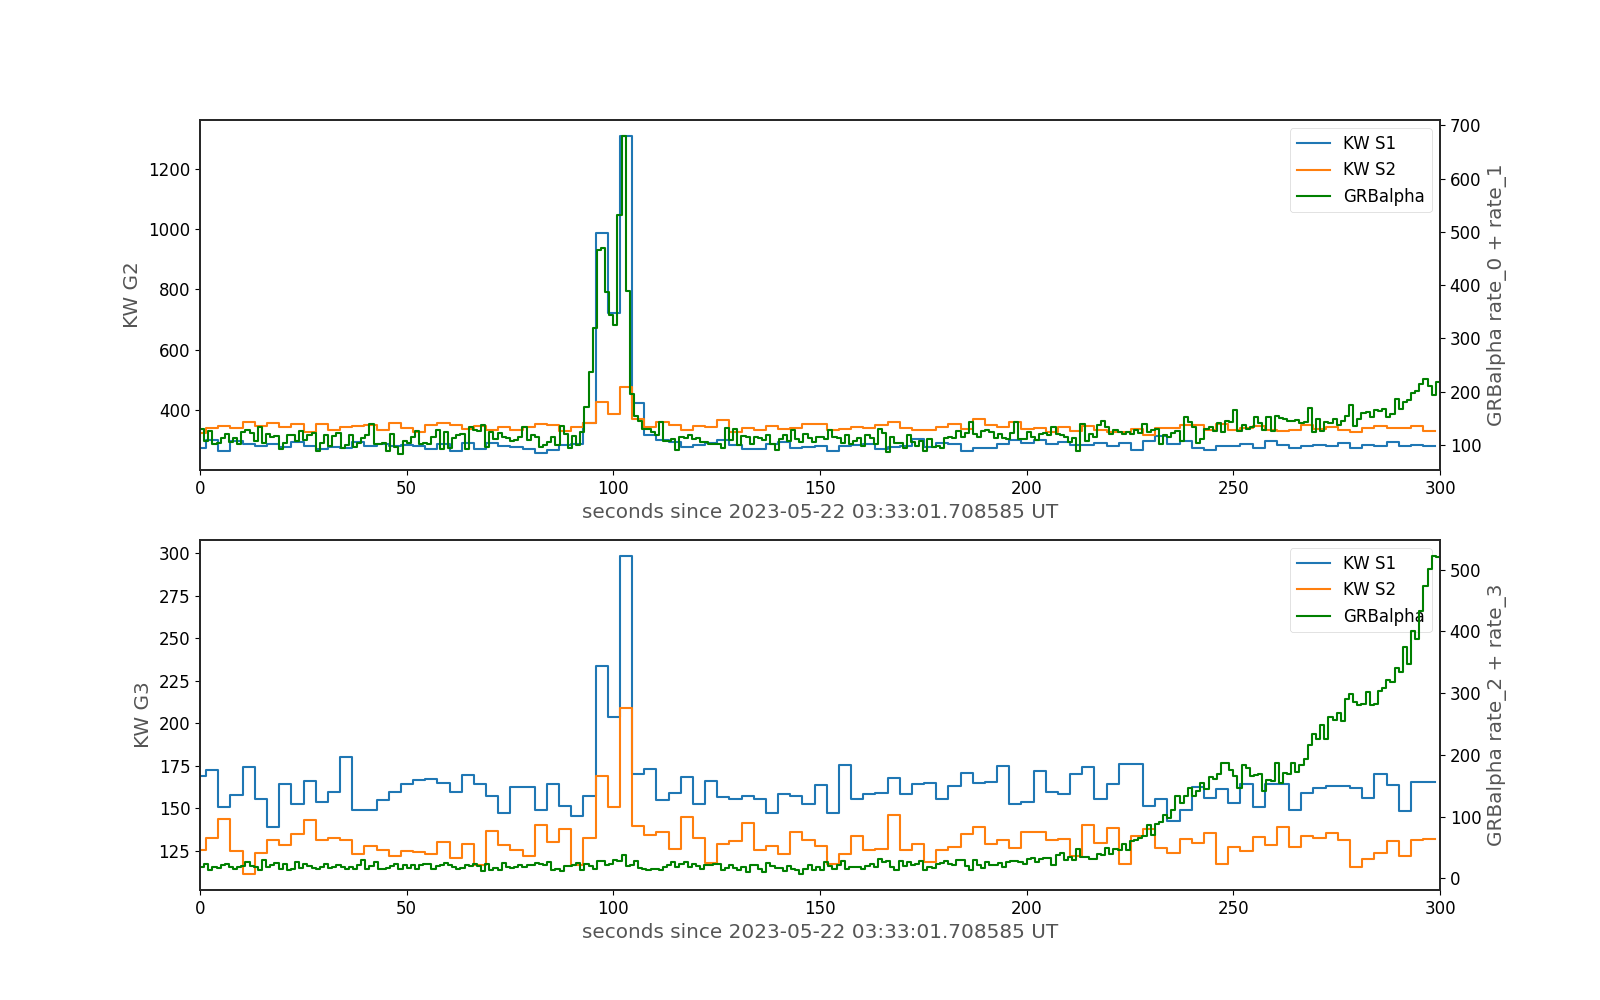 KW G2
1200
1000
800
600
400
KW S1
KW S2
GRBalpha
700
600
500
400
300
200
100
GRBalpha rate_0 + rate_1
0 50 100 150 200 250 300
seconds since 2023-05-22 03:33:01.708585 UT
KW G3
300
275
250
225
200
175
150
125
KW S1
KW S2
GRBalpha
500
400
300
200
100
0
GRBalpha rate_2 + rate_3
0 50 100 150 200 250 300
seconds since 2023-05-22 03:33:01.708585 UT